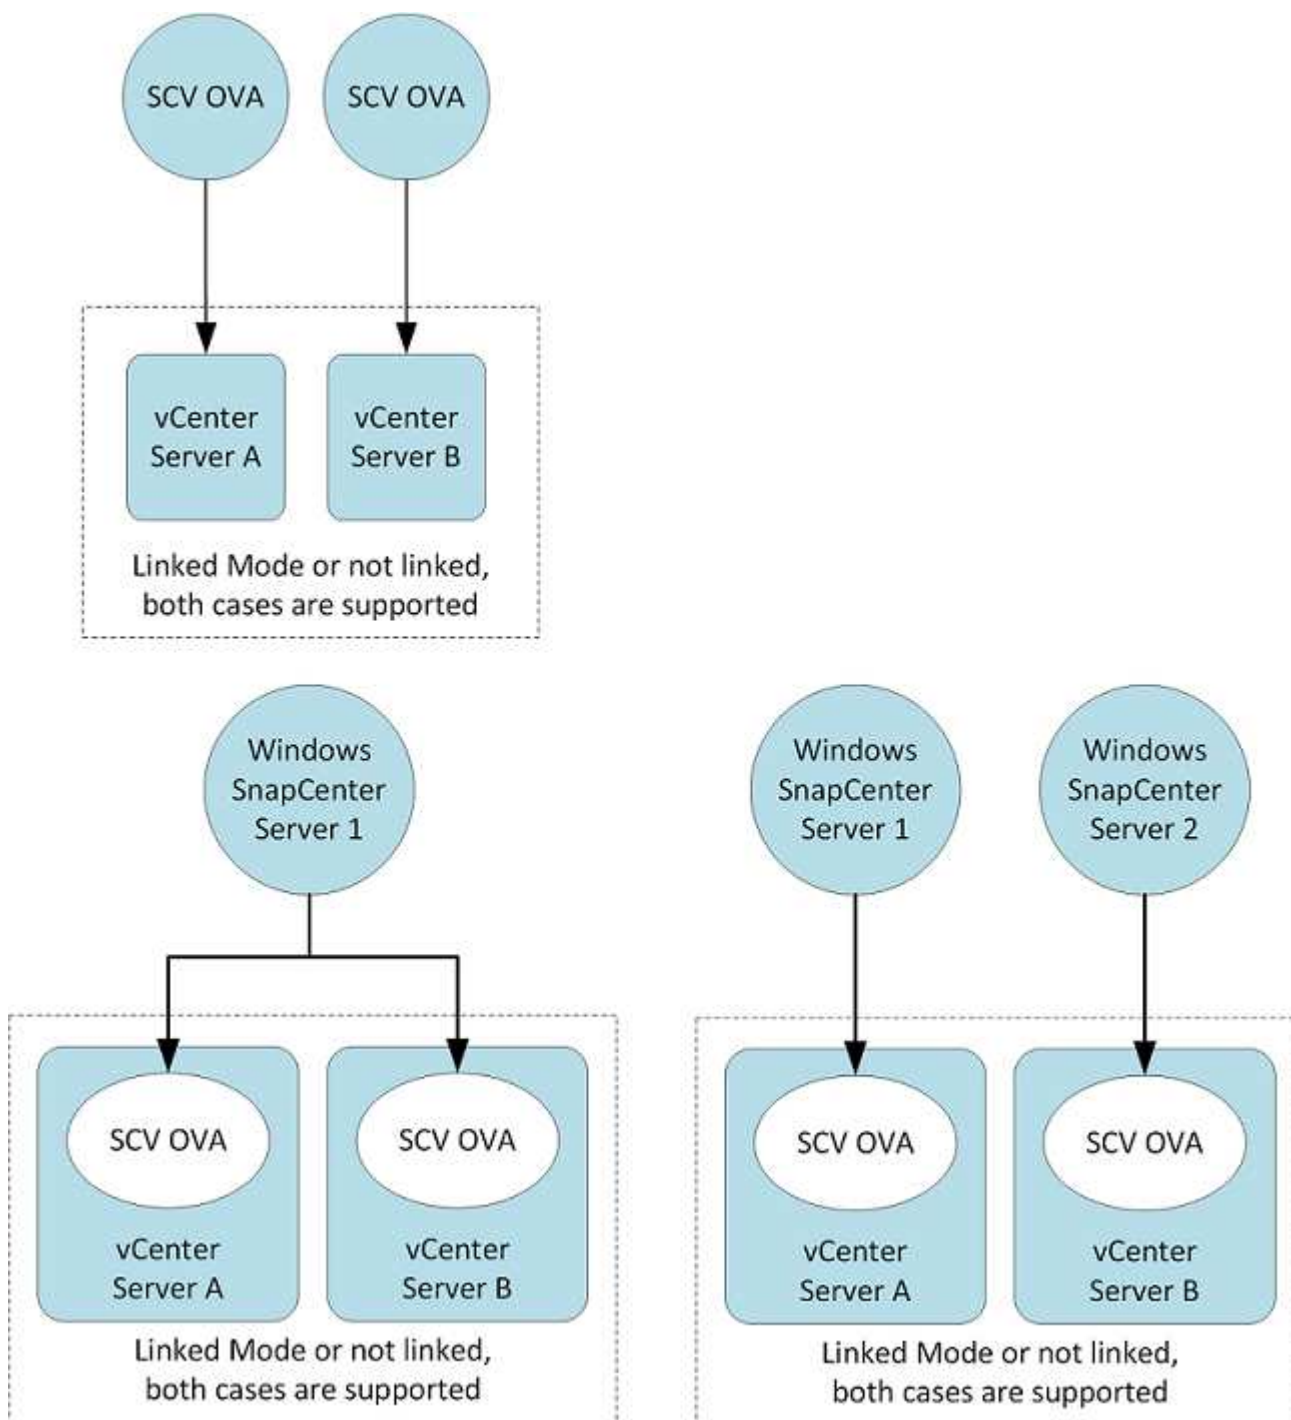 SCV OVA
SCV OVA
vCenter
Server A
vCenter
Server B
Linked Mode or not linked,
both cases are supported
Windows
SnapCenter
Server 1
SCV OVA
vCenter
Server A
SCV OVA
vCenter
Server B
Linked Mode or not linked,
both cases are supported
Windows
SnapCenter
Server 1
Windows
SnapCenter
Server 2
SCV OVA
vCenter
Server A
SCV OVA
vCenter
Server B
Linked Mode or not linked,
both cases are supported